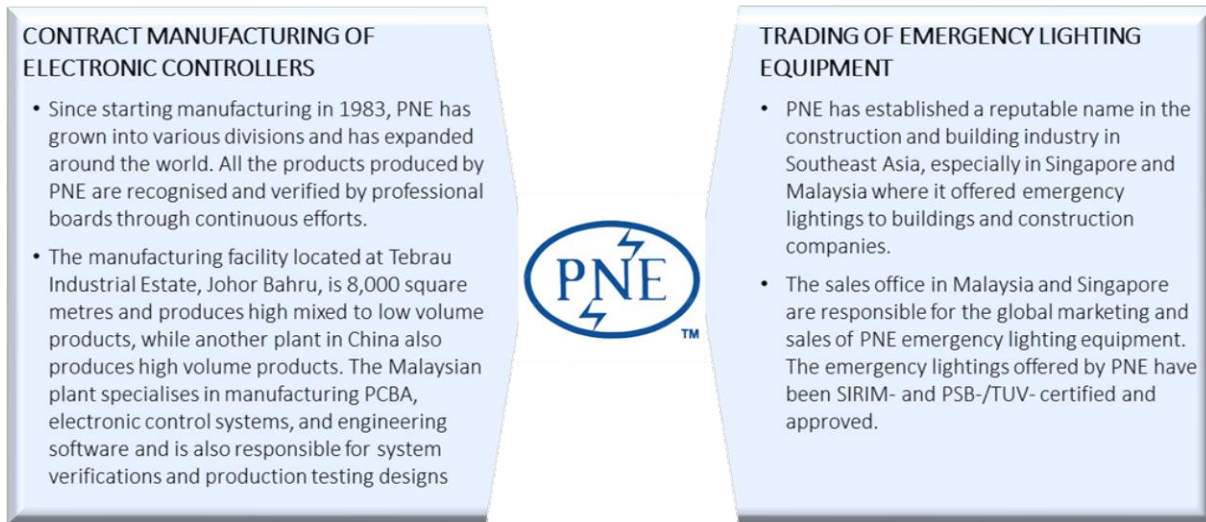 CONTRACT MANUFACTURING OF
ELECTRONIC CONTROLLERS
• Since starting manufacturing in 1983, PNE has
grown into various divisions and has expanded
around the world. All the products produced by
PNE are recognised and verified by professional
boards through continuous efforts.
• The manufacturing facility located at Tebrau
Industrial Estate, Johor Bahru, is 8,000 square
metres and produces high mixed to low volume
products, while another plant in China also
produces high volume products. The Malaysian
plant specialises in manufacturing PCBA,
electronic control systems, and engineering
software and is also responsible for system
verifications and production testing designs
PNE
TM
TRADING OF EMERGENCY LIGHTING
EQUIPMENT
• PNE has established a reputable name in the
construction and building industry in
Southeast Asia, especially in Singapore and
Malaysia where it offered emergency
lightings to buildings and construction
companies.
• The sales office in Malaysia and Singapore
are responsible for the global marketing and
sales of PNE emergency lighting equipment.
The emergency lightings offered by PNE have
been SIRIM- and PSB-/TUV- certified and
approved.